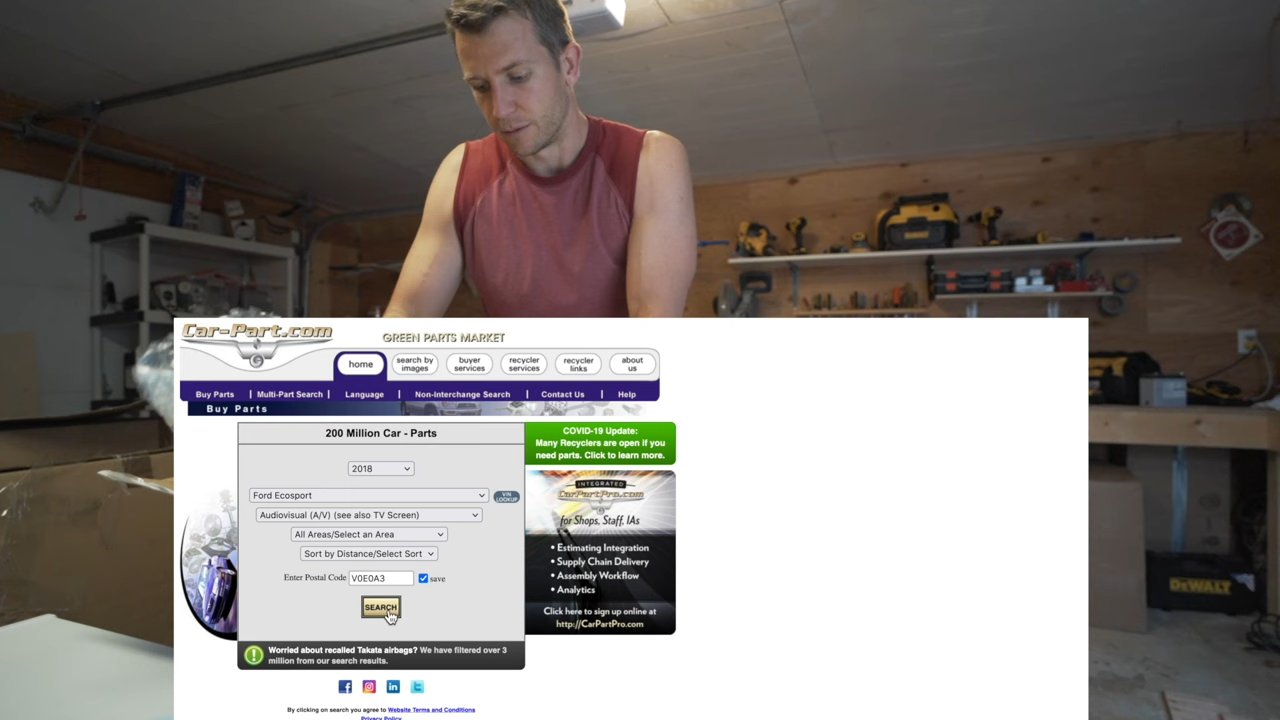 Car-Part.com
GREEN PARTS MARKET
home
search by
images
buyer
services
recycler
services
recycler
links
about
us
Buy Parts | Multi-Part Search | Language | Non-Interchange Search | Contact Us | Help
Buy Parts
200 Million Car - Parts
2018
Ford Ecosport
VIN
LOOKUP
Audiovisual (A/V) (see also TV Screen)
All Areas/Select an Area
Sort by Distance/Select Sort
Enter Postal Code V0E0A3 save
SEARCH
Worried about recalled Takata airbags? We have filtered over 3
million from our search results.
COVID-19 Update:
Many Recyclers are open if you
need parts. Click to learn more.
INTEGRATED
CarPartPro.com
for Shops, Staff, IAs
• Estimating Integration
• Supply Chain Delivery
• Assembly Workflow
• Analytics
Click here to sign up online at
http://CarPartPro.com
By clicking on search you agree to Website Terms and Conditions
Privacy Policy
DEWALT